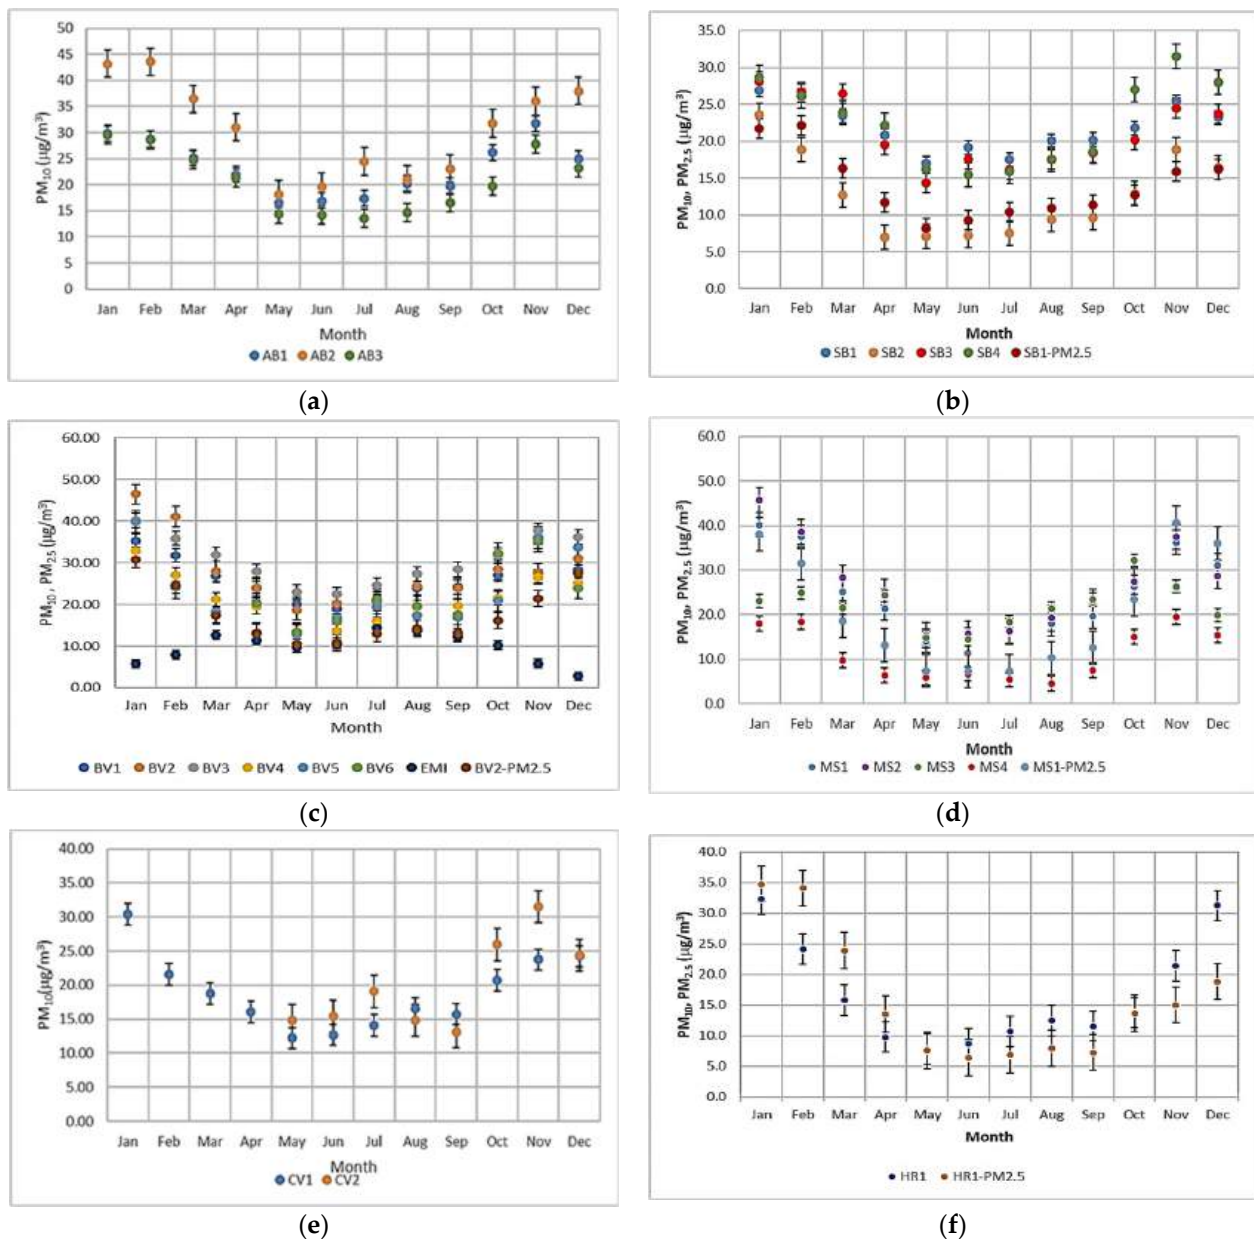 50
45
40
35
30
25
20
15
10
5
0
PM10 (µg/m³)
Jan Feb Mar Apr May Jun Jul Aug Sep Oct Nov Dec
Month
AB1 AB2 AB3
(a)
35.0
30.0
25.0
20.0
15.0
10.0
5.0
0.0
PM10, PM2.5 (µg/m³)
Jan Feb Mar Apr May Jun Jul Aug Sep Oct Nov Dec
Month
SB1 SB2 SB3 SB4 SB1-PM2.5
(b)
60.00
50.00
40.00
30.00
20.00
10.00
0.00
PM10, PM2.5 (µg/m³)
Jan Feb Mar Apr May Jun Jul Aug Sep Oct Nov Dec
Month
BV1 BV2 BV3 BV4 BV5 BV6 EMI BV2-PM2.5
(c)
60.0
50.0
40.0
30.0
20.0
10.0
0.0
PM10, PM2.5 (µg/m³)
Jan Feb Mar Apr May Jun Jul Aug Sep Oct Nov Dec
Month
MS1 MS2 MS3 MS4 MS1-PM2.5
(d)
40.00
35.00
30.00
25.00
20.00
15.00
10.00
5.00
0.00
PM10(µg/m³)
Jan Feb Mar Apr May Jun Jul Aug Sep Oct Nov Dec
Month
CV1 CV2
(e)
40.0
35.0
30.0
25.0
20.0
15.0
10.0
5.0
0.0
PM10, PM2.5 (µg/m³)
Jan Feb Mar Apr May Jun Jul Aug Sep Oct Nov Dec
Month
HR1 HR1-PM2.5
(f)